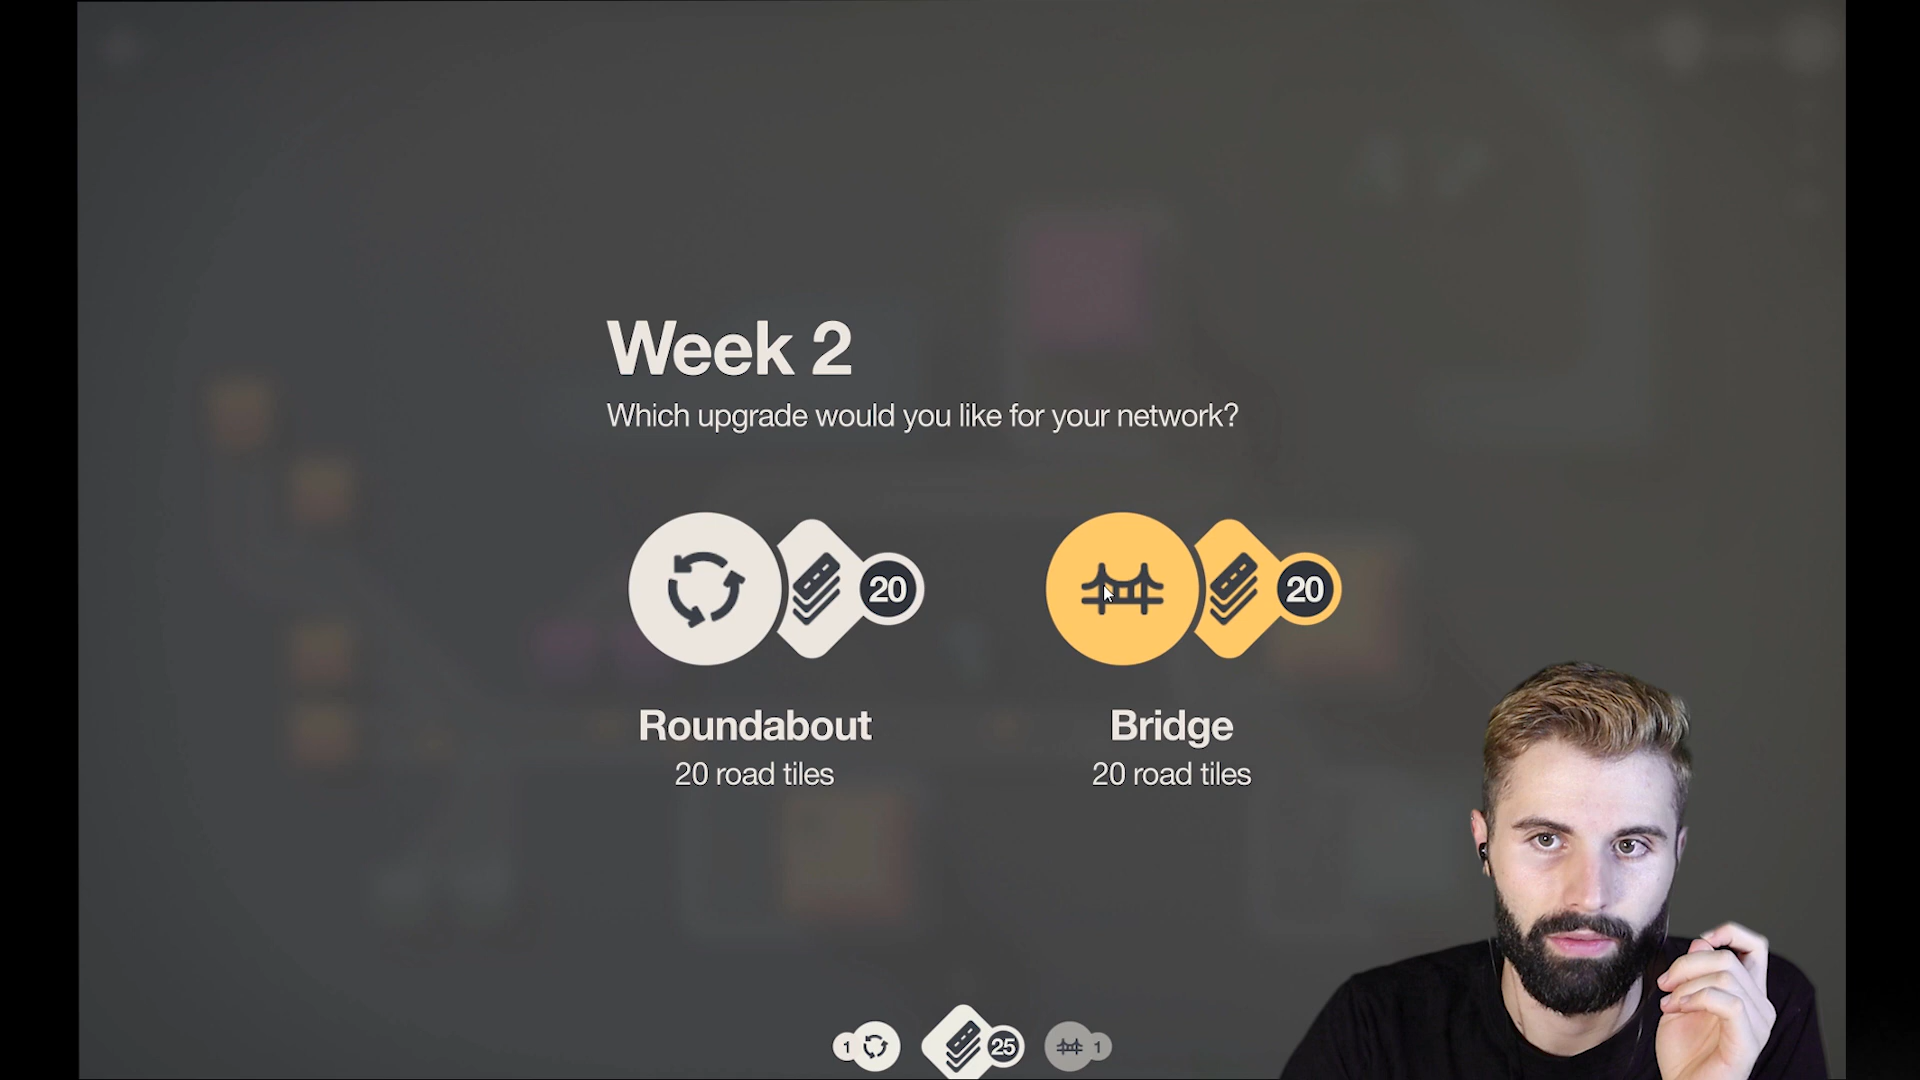 Week 2
Which upgrade would you like for your network?
20
20
Roundabout
Bridge
20 road tiles
20 road tiles
1
25
1